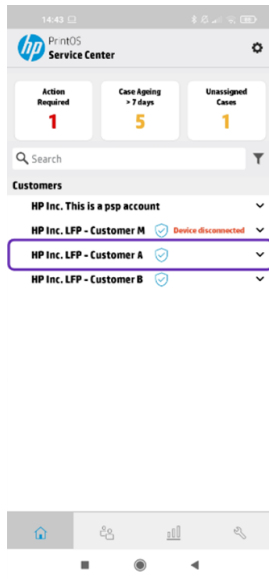 14:43
hp
PrintOS
Service Center
Action Required
1
Case Ageing > 7 days
5
Unassigned Cases
1
Search
Customers
HP Inc. This is a psp account
HP Inc. LFP - Customer M Device disconnected
HP Inc. LFP - Customer A
HP Inc. LFP - Customer B